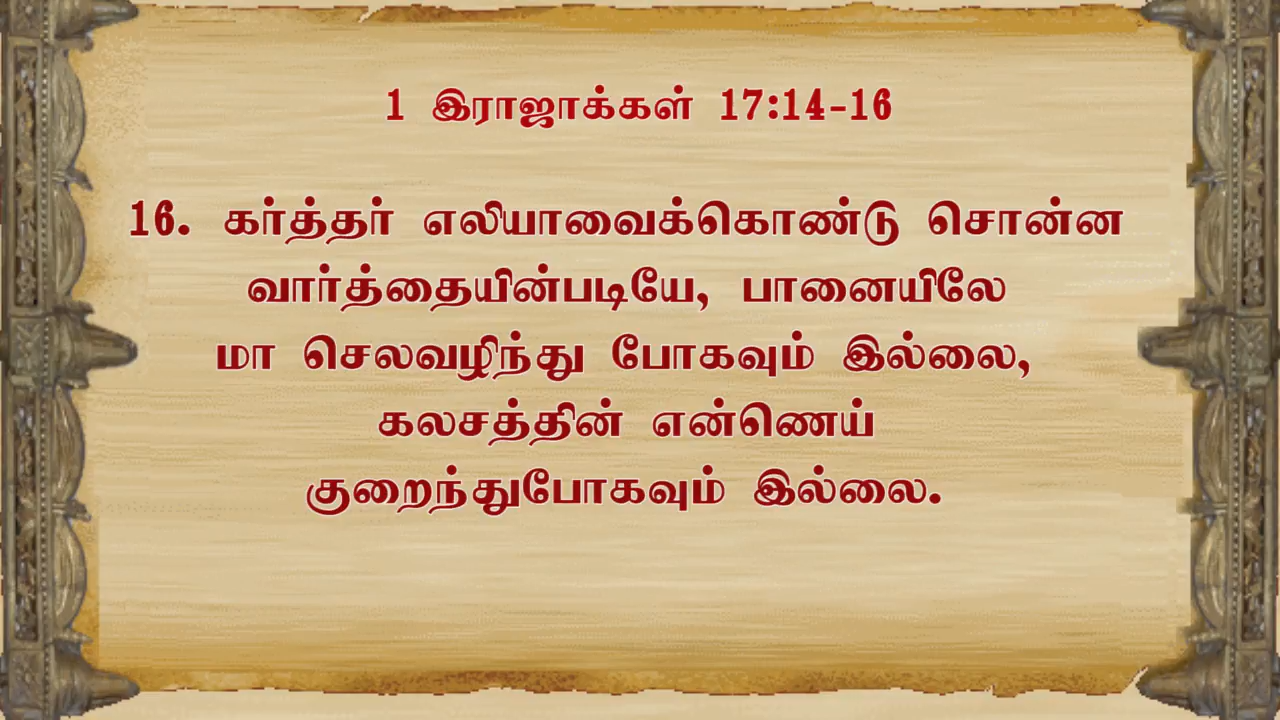 1 இராஜாக்கள் 17:14-16
16. கர்த்தர் எலியாவைக்கொண்டு சொன்ன
வார்த்தையின்படியே, பானையிலே
மா செலவழிந்து போகவும் இல்லை,
கலசத்தின் என்ணெய்
குறைந்துபோகவும் இல்லை.